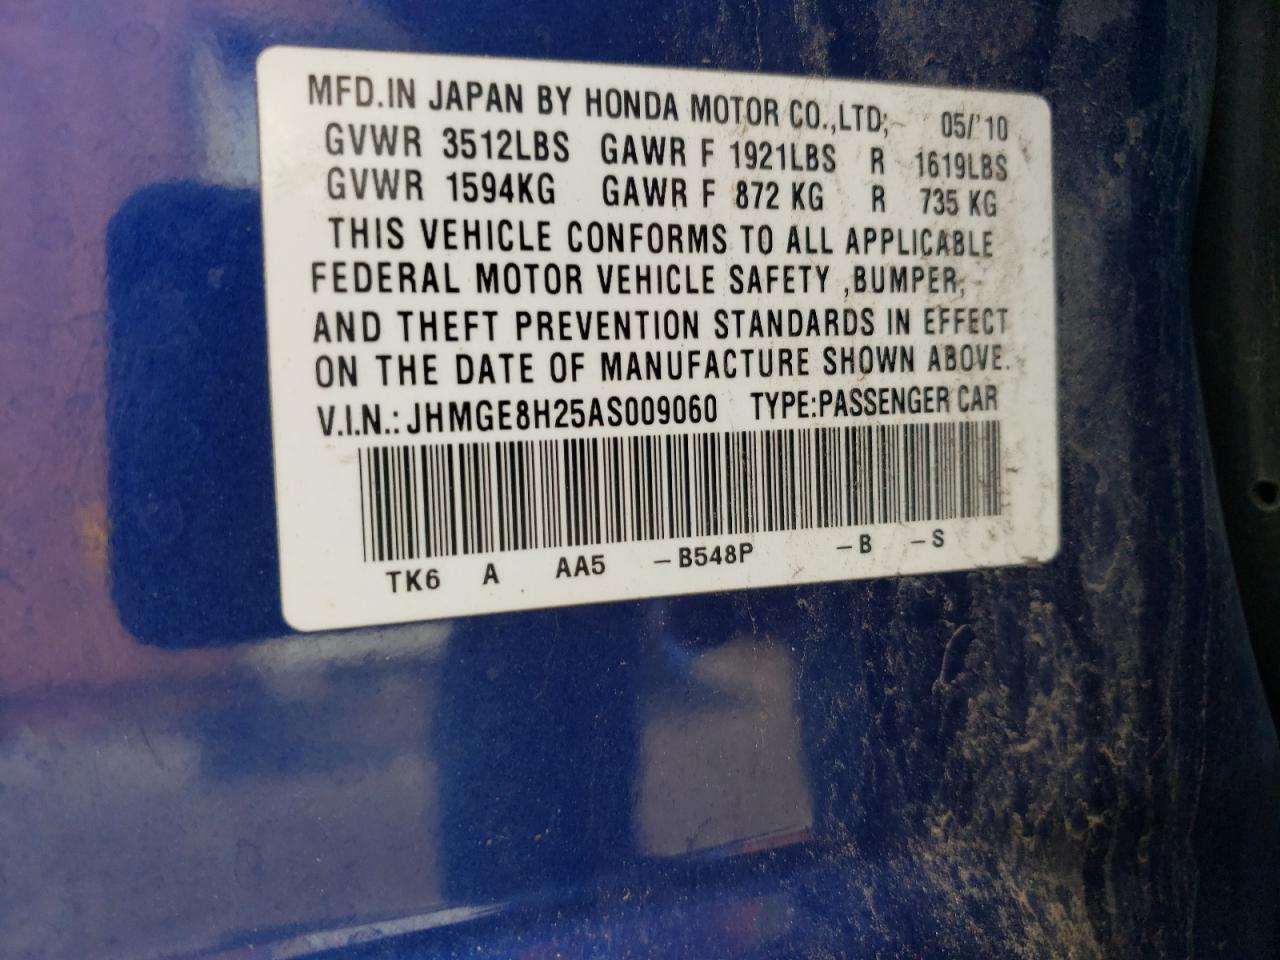 MFD.IN JAPAN BY HONDA MOTOR CO.,LTD; 05/'10
GVWR 3512LBS GAWR F 1921LBS R 1619LBS
GVWR 1594KG GAWR F 872 KG R 735 KG
THIS VEHICLE CONFORMS TO ALL APPLICABLE
FEDERAL MOTOR VEHICLE SAFETY ,BUMPER,
AND THEFT PREVENTION STANDARDS IN EFFECT
ON THE DATE OF MANUFACTURE SHOWN ABOVE.
V.I.N.: JHMGE8H25AS009060 TYPE:PASSENGER CAR
TK6 A AA5 -B548P -B -S